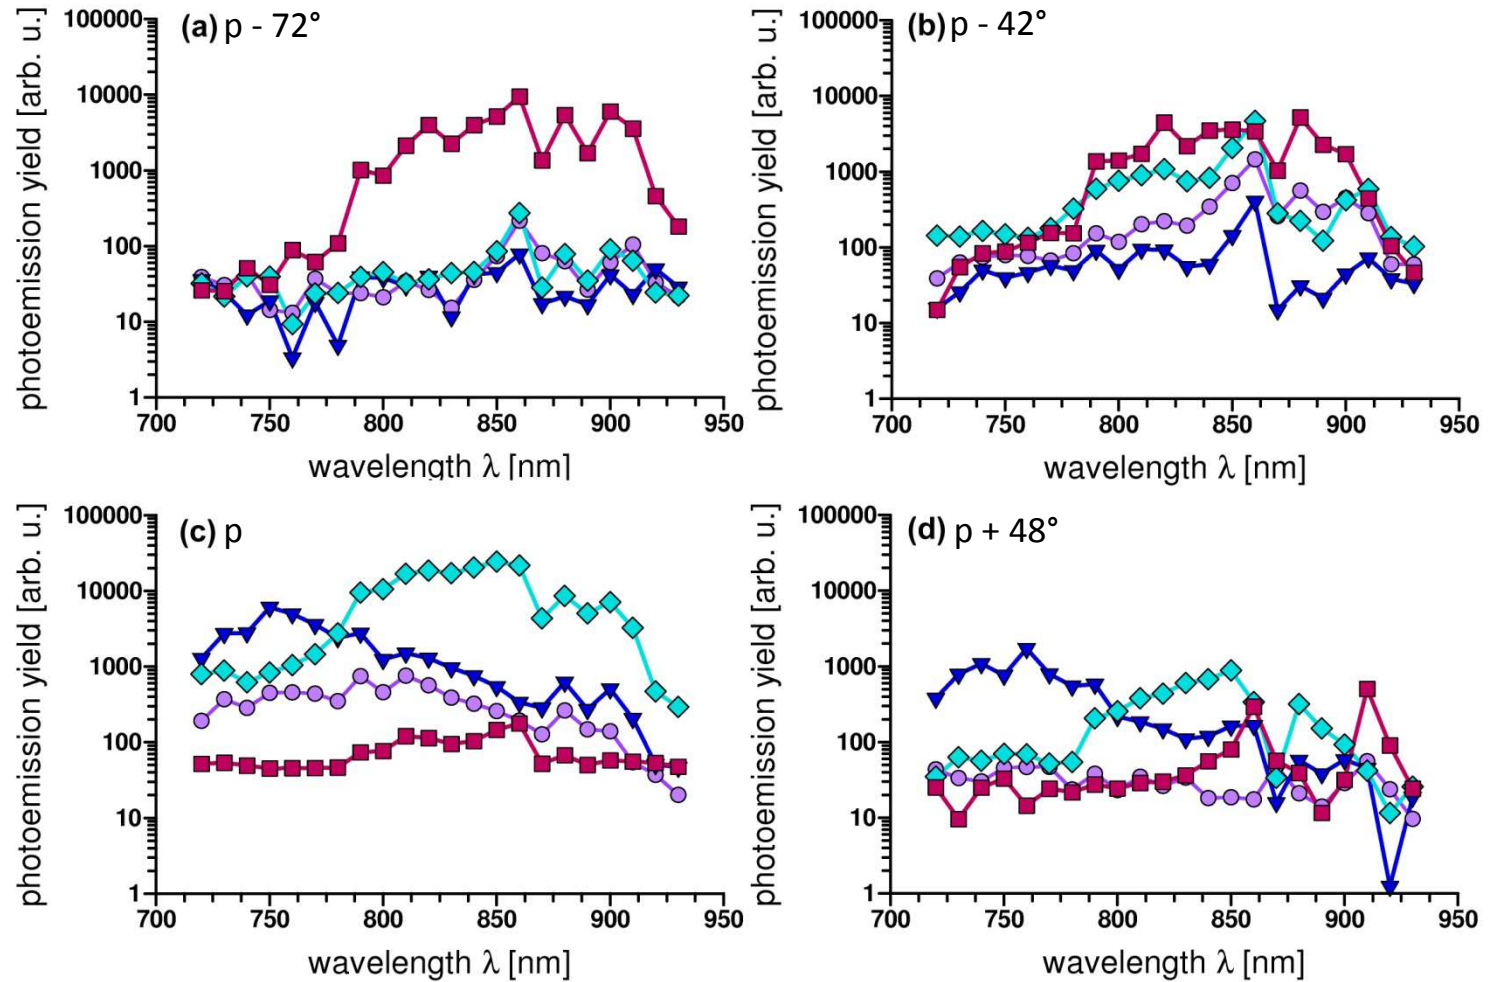 (a) p - 72°
photoemission yield [arb. u.]
100000
10000
1000
100
10
1
700 750 800 850 900 950
wavelength λ [nm]
(b) p - 42°
photoemission yield [arb. u.]
100000
10000
1000
100
10
1
700 750 800 850 900 950
wavelength λ [nm]
(c) p
photoemission yield [arb. u.]
100000
10000
1000
100
10
1
700 750 800 850 900 950
wavelength λ [nm]
(d) p + 48°
photoemission yield [arb. u.]
100000
10000
1000
100
10
1
700 750 800 850 900 950
wavelength λ [nm]